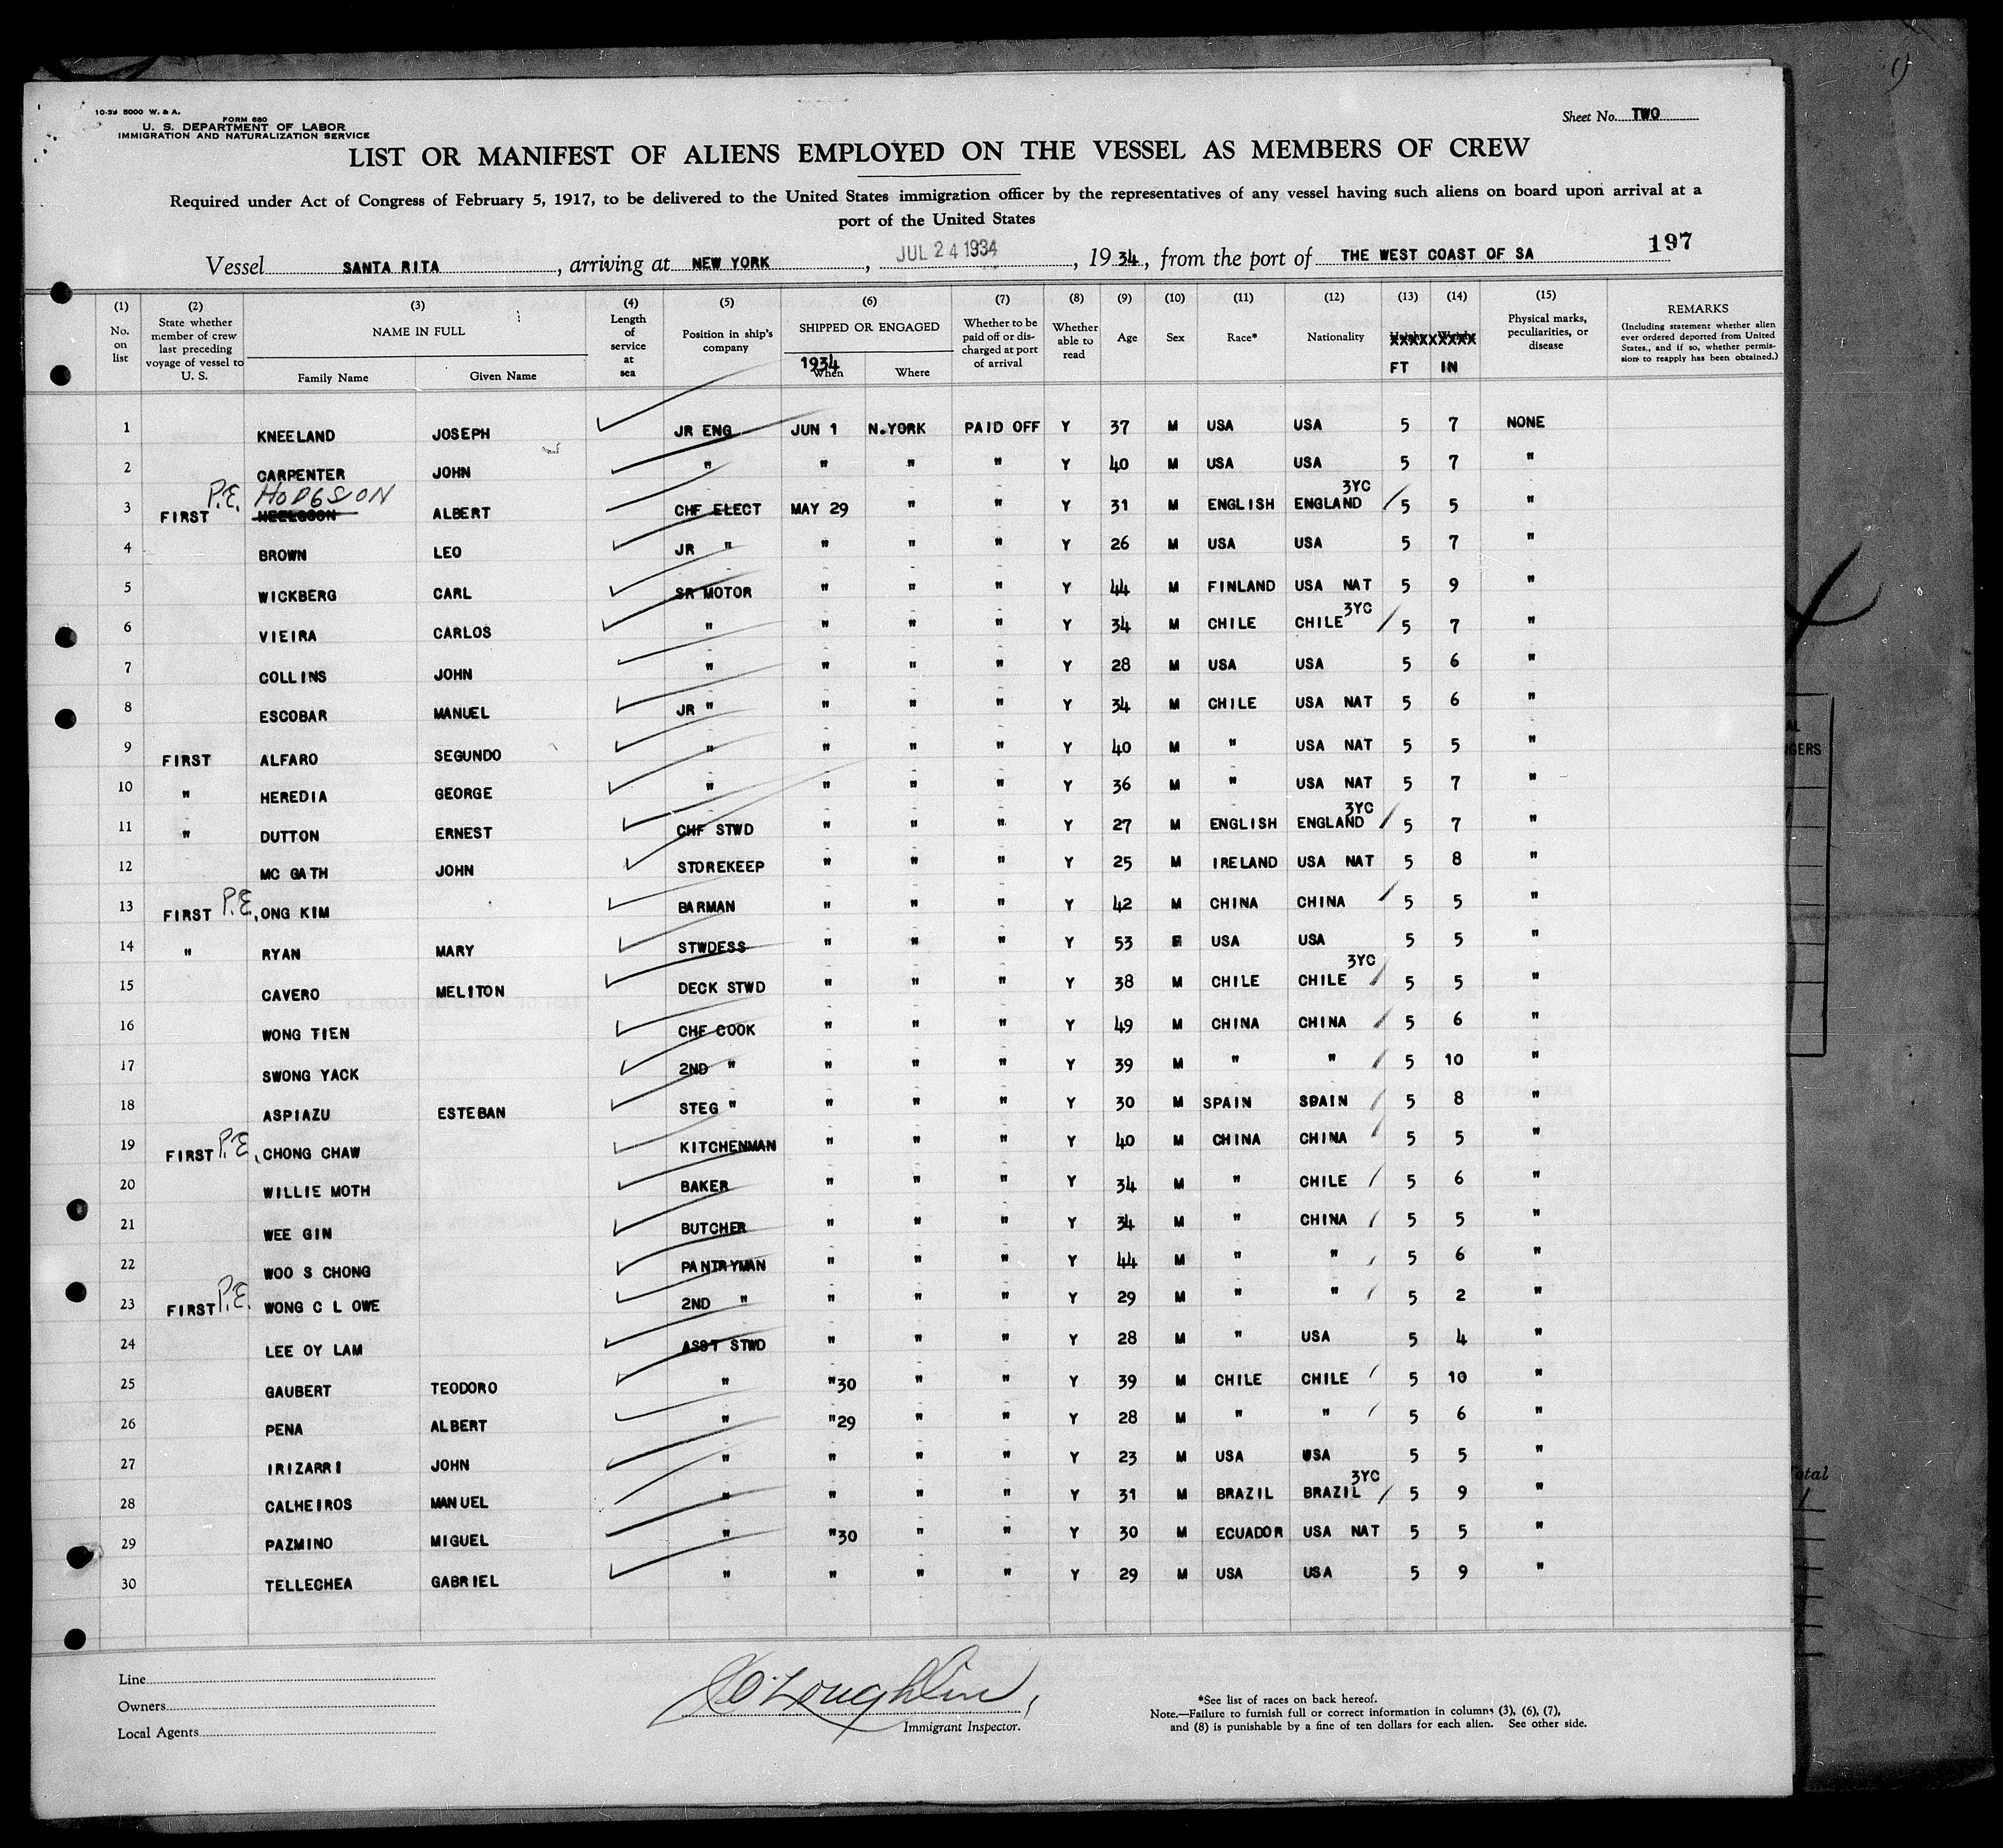 10-33 5000 W. & A.
FORM 680
U. S. DEPARTMENT OF LABOR
IMMIGRATION AND NATURALIZATION SERVICE
Sheet No. TWO
LIST OR MANIFEST OF ALIENS EMPLOYED ON THE VESSEL AS MEMBERS OF CREW
Required under Act of Congress of February 5, 1917, to be delivered to the United States immigration officer by the representatives of any vessel having such aliens on board upon arrival at a
port of the United States
197
Vessel SANTA RITA, arriving at NEW YORK, JUL 24 1934, 1934, from the port of THE WEST COAST OF SA
(1) No. on list
(2) State whether member of crew last preceding voyage of vessel to U. S.
(3) NAME IN FULL Family Name Given Name
(4) Length of service at sea
(5) Position in ship's company
(6) SHIPPED OR ENGAGED 1934 When Where
(7) Whether to be paid off or discharged at port of arrival
(8) Whether able to read
(9) Age
(10) Sex
(11) Race*
(12) Nationality
(13) FT
(14) IN
(15) Physical marks, peculiarities, or disease
REMARKS (Including statement whether alien ever ordered deported from United States, and if so, whether permission to reapply has been obtained.)
1 KNEELAND JOSEPH JR ENG JUN 1 N.YORK PAID OFF Y 37 M USA USA 5 7 NONE
2 CARPENTER JOHN " " " " Y 40 M USA USA 5 7 "
3 FIRST P.E. HODGSON ALBERT CHF ELECT MAY 29 " " Y 31 M ENGLISH ENGLAND 3YC 5 5 "
4 BROWN LEO JR " " " " Y 26 M USA USA 5 7 "
5 WICKBERG CARL SR MOTOR " " " Y 44 M FINLAND USA NAT 5 9 "
6 VIEIRA CARLOS " " " " Y 34 M CHILE CHILE 3YC 5 7 "
7 COLLINS JOHN " " " " Y 28 M USA USA 5 6 "
8 ESCOBAR MANUEL JR " " " " Y 34 M CHILE USA NAT 5 6 "
9 FIRST ALFARO SEGUNDO " " " " Y 40 M " USA NAT 5 5 "
10 " HEREDIA GEORGE " " " " Y 36 M " USA NAT 5 7 "
11 " DUTTON ERNEST CHF STWD " " " Y 27 M ENGLISH ENGLAND 3YC 5 7 "
12 MC GATH JOHN STOREKEEP " " " Y 25 M IRELAND USA NAT 5 8 "
13 FIRST P.E. ONG KIM BARMAN " " " Y 42 M CHINA CHINA 5 5 "
14 " RYAN MARY STWDESS " " " Y 53 F USA USA 5 5 "
15 CAVERO MELITON DECK STWD " " " Y 38 M CHILE CHILE 3YC 5 5 "
16 WONG TIEN CHF COOK " " " Y 49 M CHINA CHINA 5 6 "
17 SWONG YACK 2ND " " " " Y 39 M " " 5 10 "
18 ASPIAZU ESTEBAN STEG " " " " Y 30 M SPAIN SPAIN 5 8 "
19 FIRST P.E. CHONG CHAW KITCHENMAN " " " Y 40 M CHINA CHINA 5 5 "
20 WILLIE MOTH BAKER " " " Y 34 M " CHILE 5 6 "
21 WEE GIN BUTCHER " " " Y 34 M " CHINA 5 5 "
22 WOO S CHONG PANTRYMAN " " " Y 44 M " " 5 6 "
23 FIRST P.E. WONG C L OWE 2ND " " " " Y 29 M " " 5 2 "
24 LEE OY LAM ASST STWD " " " Y 28 M " USA 5 4 "
25 GAUBERT TEODORO " "30 " " Y 39 M CHILE CHILE 5 10 "
26 PENA ALBERT " "29 " " Y 28 M " " 5 6 "
27 IRIZARRI JOHN " " " " Y 23 M USA USA 5 5 "
28 CALHEIROS MANUEL " " " " Y 31 M BRAZIL BRAZIL 3YC 5 9 "
29 PAZMINO MIGUEL " "30 " " Y 30 M ECUADOR USA NAT 5 5 "
30 TELLECHEA GABRIEL " " " " Y 29 M USA USA 5 9 "
Line
Owners
Local Agents
O'Loughlin
Immigrant Inspector.
*See list of races on back hereof.
Note.—Failure to furnish full or correct information in columns (3), (6), (7),
and (8) is punishable by a fine of ten dollars for each alien. See other side.